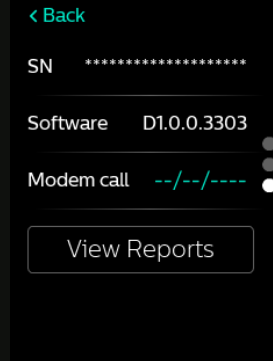 < Back
SN ********************
Software D1.0.0.3303
Modem call --/--/----
View Reports